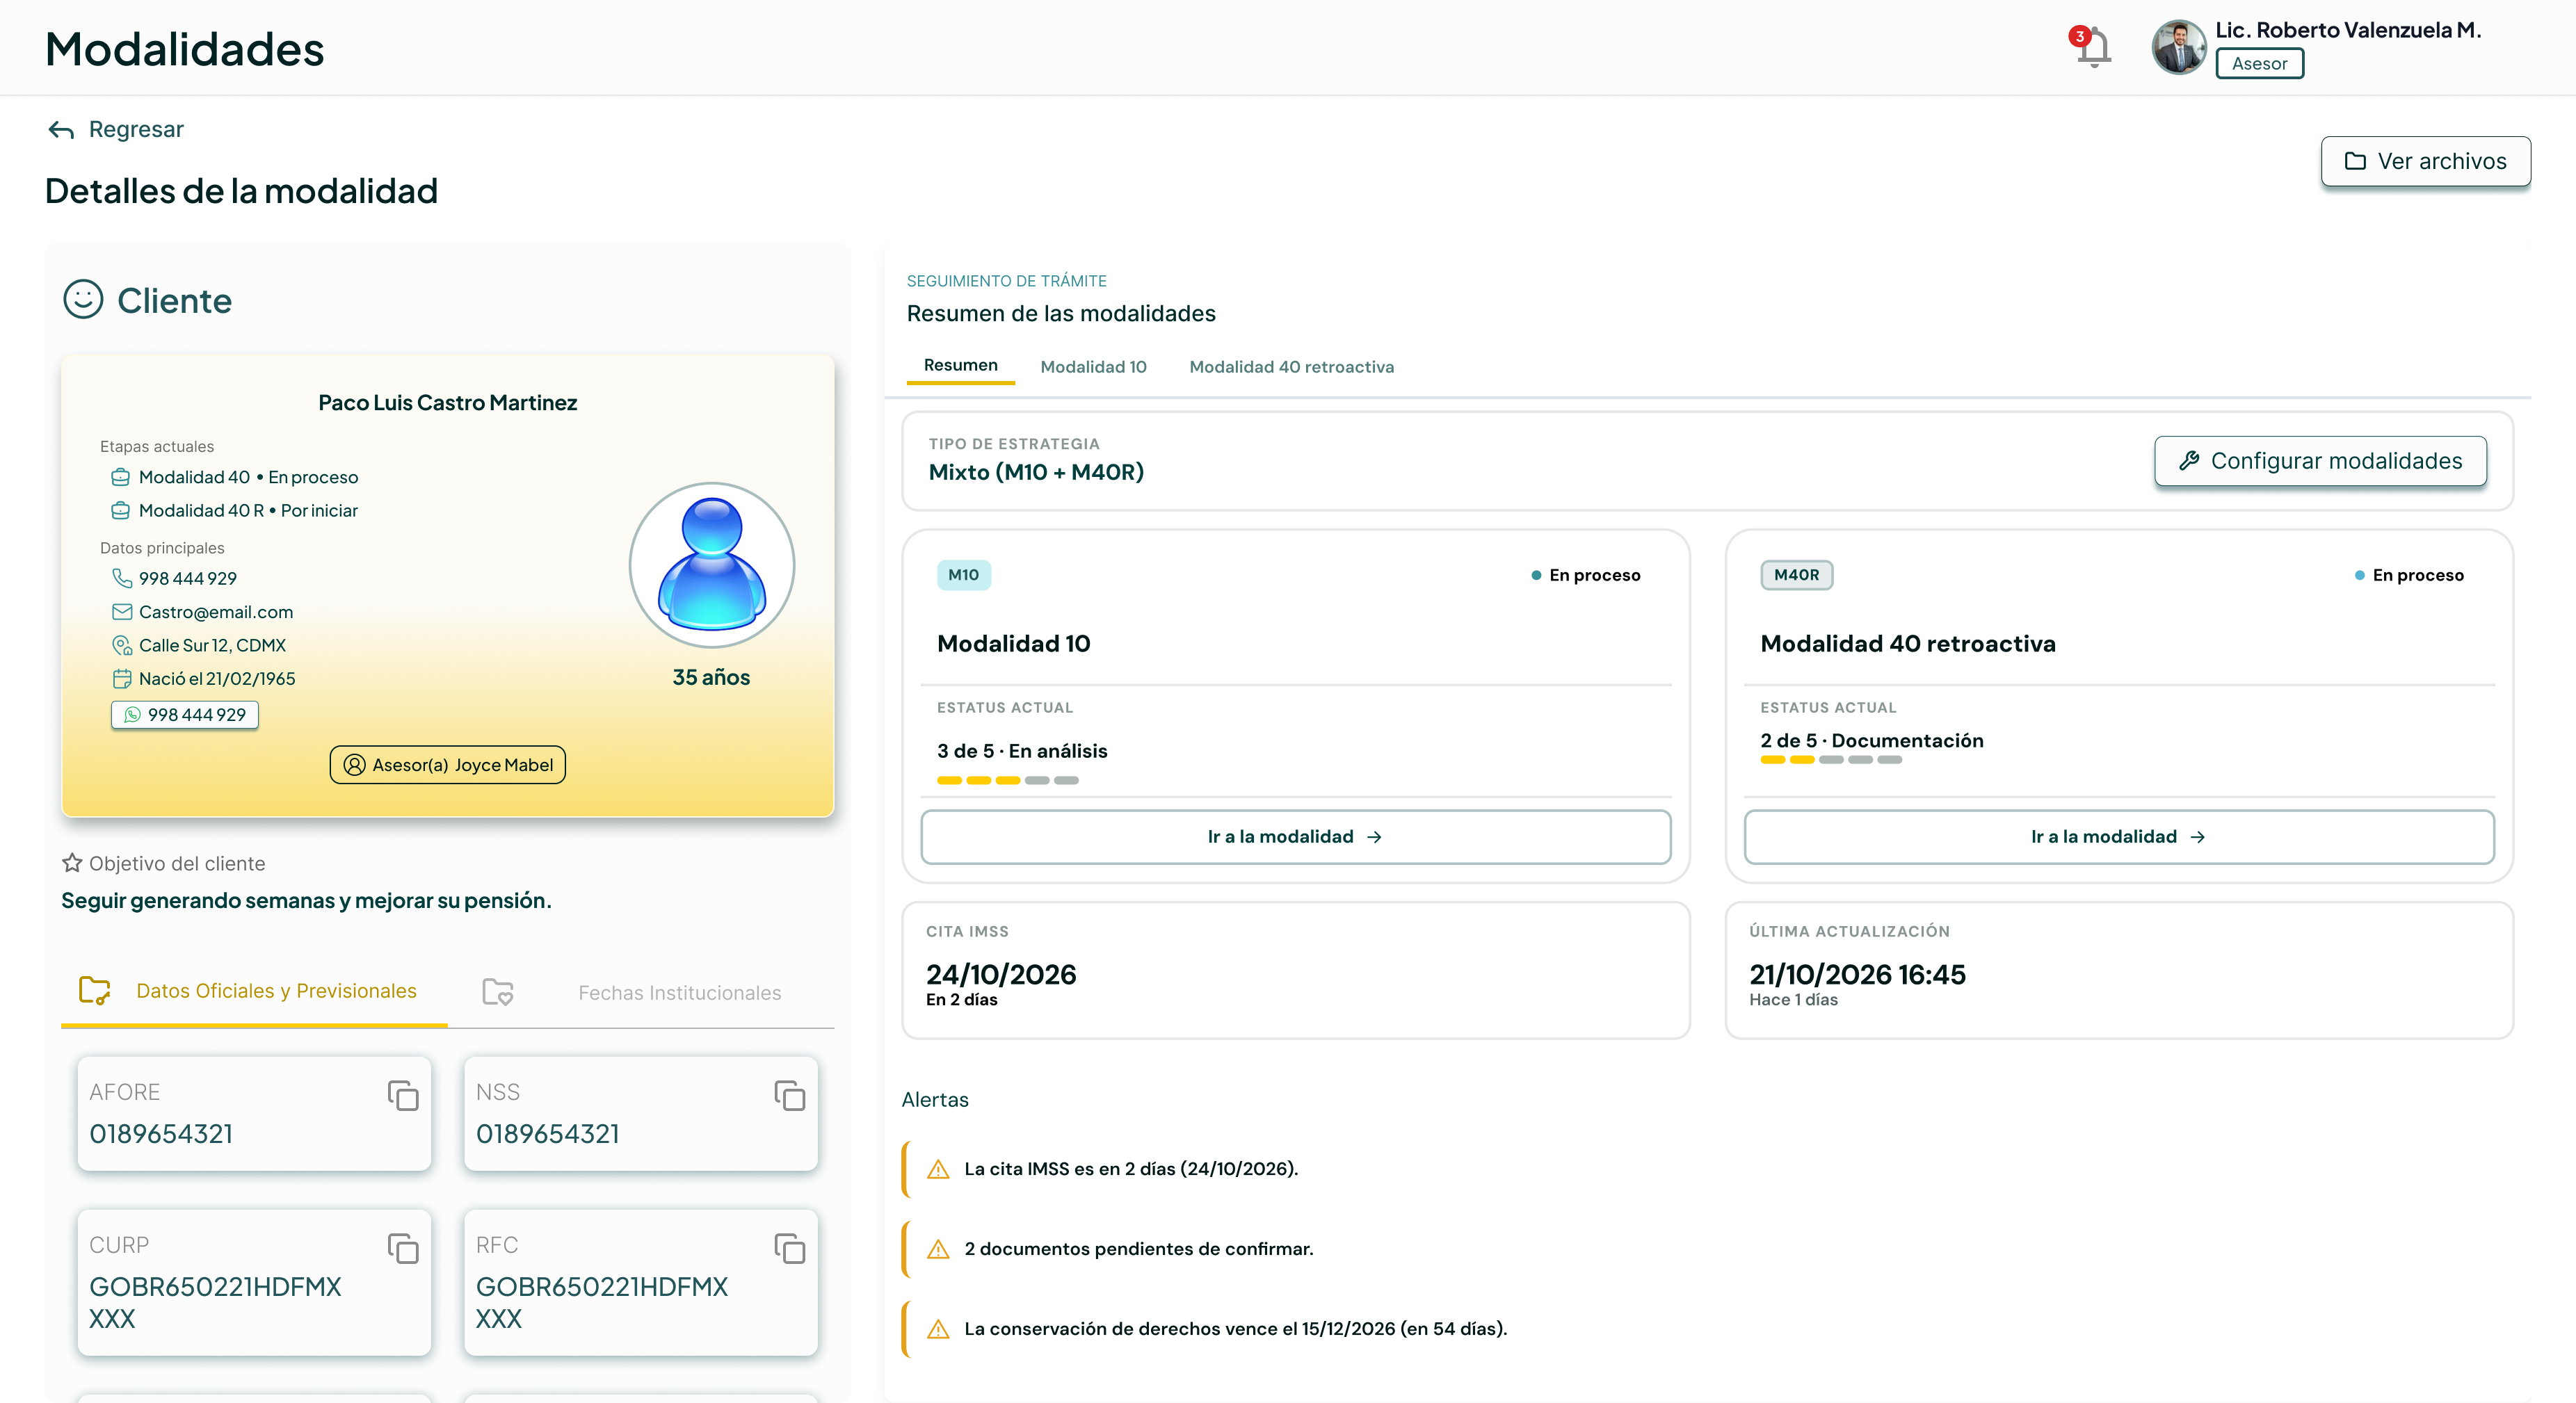 Modalidades
3
Lic. Roberto Valenzuela M.
Asesor
Regresar
Ver archivos
Detalles de la modalidad
Cliente
Paco Luis Castro Martinez
Etapas actuales
Modalidad 40 • En proceso
Modalidad 40 R • Por iniciar
Datos principales
998 444 929
Castro@email.com
Calle Sur 12, CDMX
Nació el 21/02/1965
998 444 929
35 años
Asesor(a) Joyce Mabel
Objetivo del cliente
Seguir generando semanas y mejorar su pensión.
Datos Oficiales y Previsionales
Fechas Institucionales
AFORE
0189654321
NSS
0189654321
CURP
GOBR650221HDFMX
XXX
RFC
GOBR650221HDFMX
XXX
SEGUIMIENTO DE TRÁMITE
Resumen de las modalidades
Resumen
Modalidad 10
Modalidad 40 retroactiva
TIPO DE ESTRATEGIA
Mixto (M10 + M40R)
Configurar modalidades
M10
En proceso
Modalidad 10
ESTATUS ACTUAL
3 de 5 · En análisis
Ir a la modalidad →
M40R
En proceso
Modalidad 40 retroactiva
ESTATUS ACTUAL
2 de 5 · Documentación
Ir a la modalidad →
CITA IMSS
24/10/2026
En 2 días
ÚLTIMA ACTUALIZACIÓN
21/10/2026 16:45
Hace 1 días
Alertas
La cita IMSS es en 2 días (24/10/2026).
2 documentos pendientes de confirmar.
La conservación de derechos vence el 15/12/2026 (en 54 días).